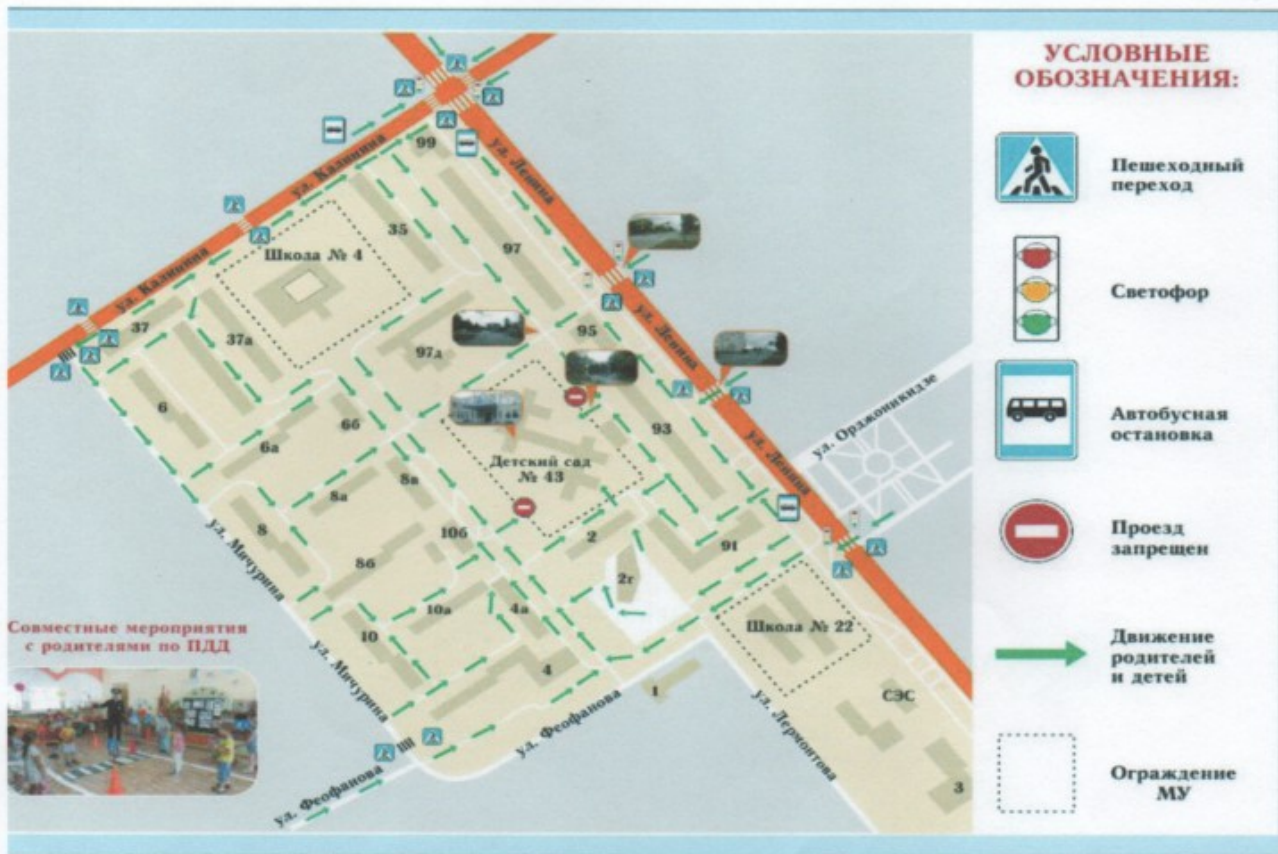 УСЛОВНЫЕ
ОБОЗНАЧЕНИЯ:
Пешеходный
переход
Светофор
Автобусная
остановка
Проезд
запрещен
Движение
родителей
и детей
Ограждение
МУ
ул. Калинина
ул. Калинина
ул. Ленина
ул. Ленина
ул. Ленина
ул. Орджоникидзе
ул. Мичурина
ул. Мичурина
ул. Феофанова
ул. Феофанова
ул. Лермонтова
99
35
97
Школа № 4
37
37а
97д
95
6
6б
6а
93
Детский сад
№ 43
8а
8в
8
10б
2
91
8б
2г
10а
4а
10
Школа № 22
4
1
СЭС
3
Совместные мероприятия
с родителями по ПДД